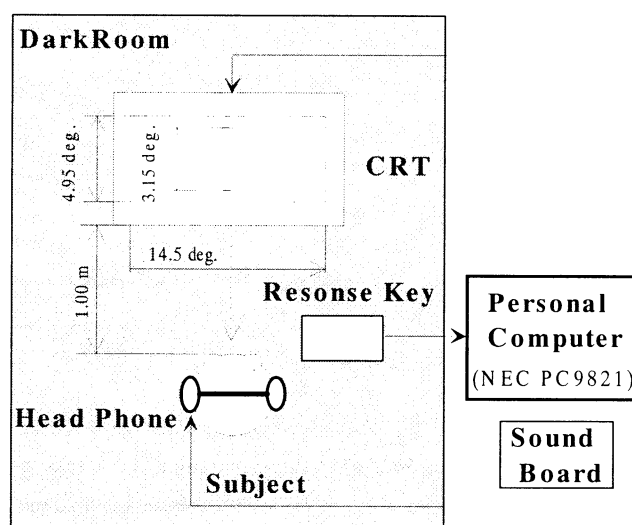 DarkRoom
4.95 deg.
3.15 deg.
CRT
14.5 deg.
1.00 m
Resonse Key
Personal
Computer
(NEC PC9821)
Head Phone
Sound
Board
Subject